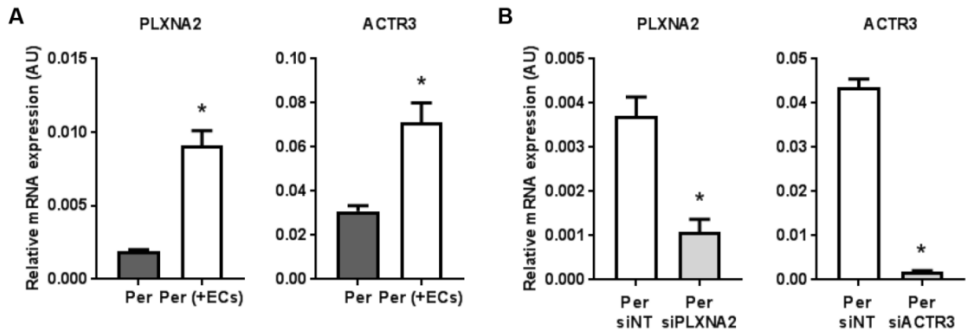 A
B
PLXNA2
ACTR3
PLXNA2
ACTR3
Relative mRNA expression (AU)
0.015
0.010
0.005
0.000
*
Per
Per (+ECs)
0.10
0.08
0.06
0.04
0.02
0.00
*
Per
Per (+ECs)
Relative mRNA expression (AU)
0.005
0.004
0.003
0.002
0.001
0.000
*
Per
siNT
Per
siPLXNA2
0.05
0.04
0.03
0.02
0.01
0.00
*
Per
siNT
Per
siACTR3